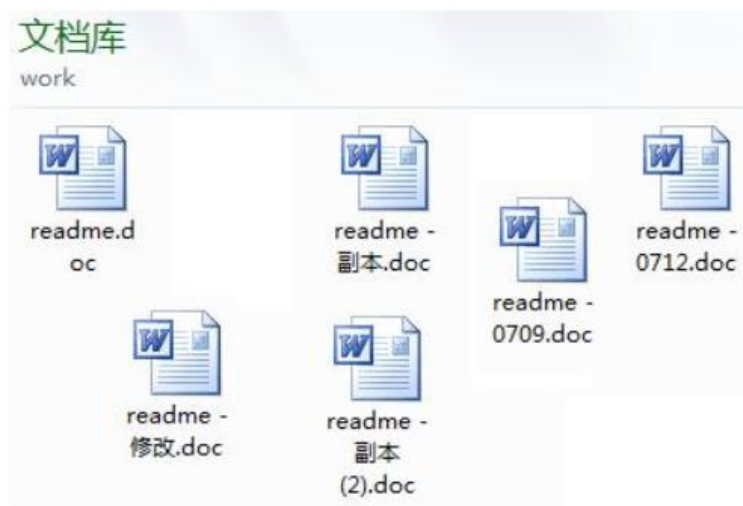 文档库
work
readme.d
oc
readme -
副本.doc
readme -
0709.doc
readme -
0712.doc
readme -
修改.doc
readme -
副本
(2).doc